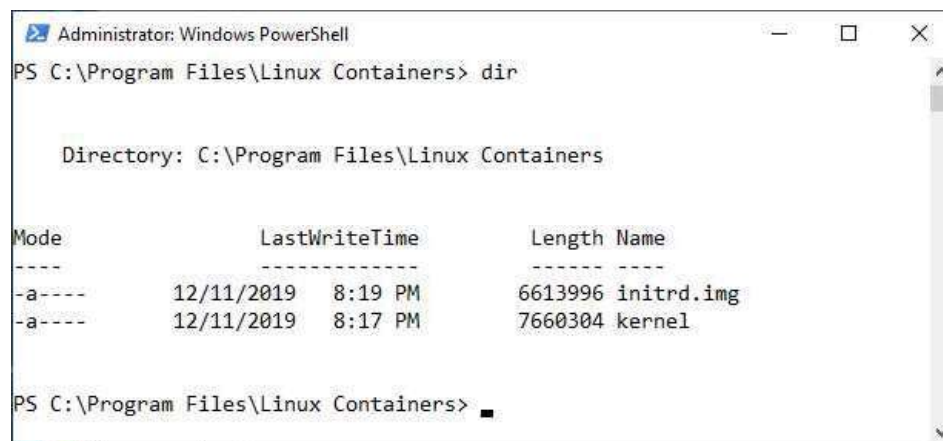 Administrator: Windows PowerShell
PS C:\Program Files\Linux Containers> dir
Directory: C:\Program Files\Linux Containers
Mode                LastWriteTime         Length Name
----                -------------         ------ ----
-a----       12/11/2019   8:19 PM        6613996 initrd.img
-a----       12/11/2019   8:17 PM        7660304 kernel
PS C:\Program Files\Linux Containers>